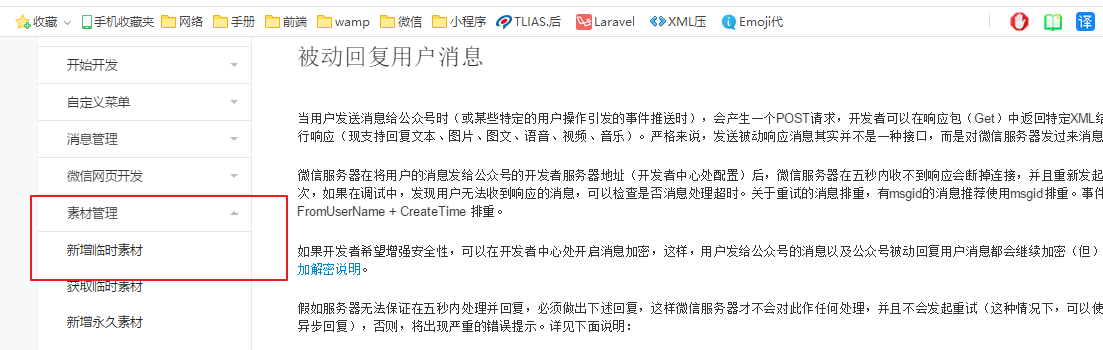 收藏 手机收藏夹 网络 手册 前端 wamp 微信 小程序 TLIAS.后 Laravel XML压 Emoji代 译
被动回复用户消息
开始开发
自定义菜单
消息管理
微信网页开发
素材管理
新增临时素材
获取临时素材
新增永久素材
当用户发送消息给公众号时（或某些特定的用户操作引发的事件推送时），会产生一个POST请求，开发者可以在响应包（Get）中返回特定XML结
行响应（现支持回复文本、图片、图文、语音、视频、音乐）。严格来说，发送被动响应消息其实并不是一种接口，而是对微信服务器发过来消息
微信服务器在将用户的消息发给公众号的开发者服务器地址（开发者中心处配置）后，微信服务器在五秒内收不到响应会断掉连接，并且重新发起
次，如果在调试中，发现用户无法收到响应的消息，可以检查是否消息处理超时。关于重试的消息排重，有msgid的消息推荐使用msgid排重。事件
FromUserName + CreateTime 排重。
如果开发者希望增强安全性，可以在开发者中心处开启消息加密，这样，用户发给公众号的消息以及公众号被动回复用户消息都会继续加密（但）
加解密说明。
假如服务器无法保证在五秒内处理并回复，必须做出下述回复，这样微信服务器才不会对此作任何处理，并且不会发起重试（这种情况下，可以使
异步回复），否则，将出现严重的错误提示。详见下面说明：